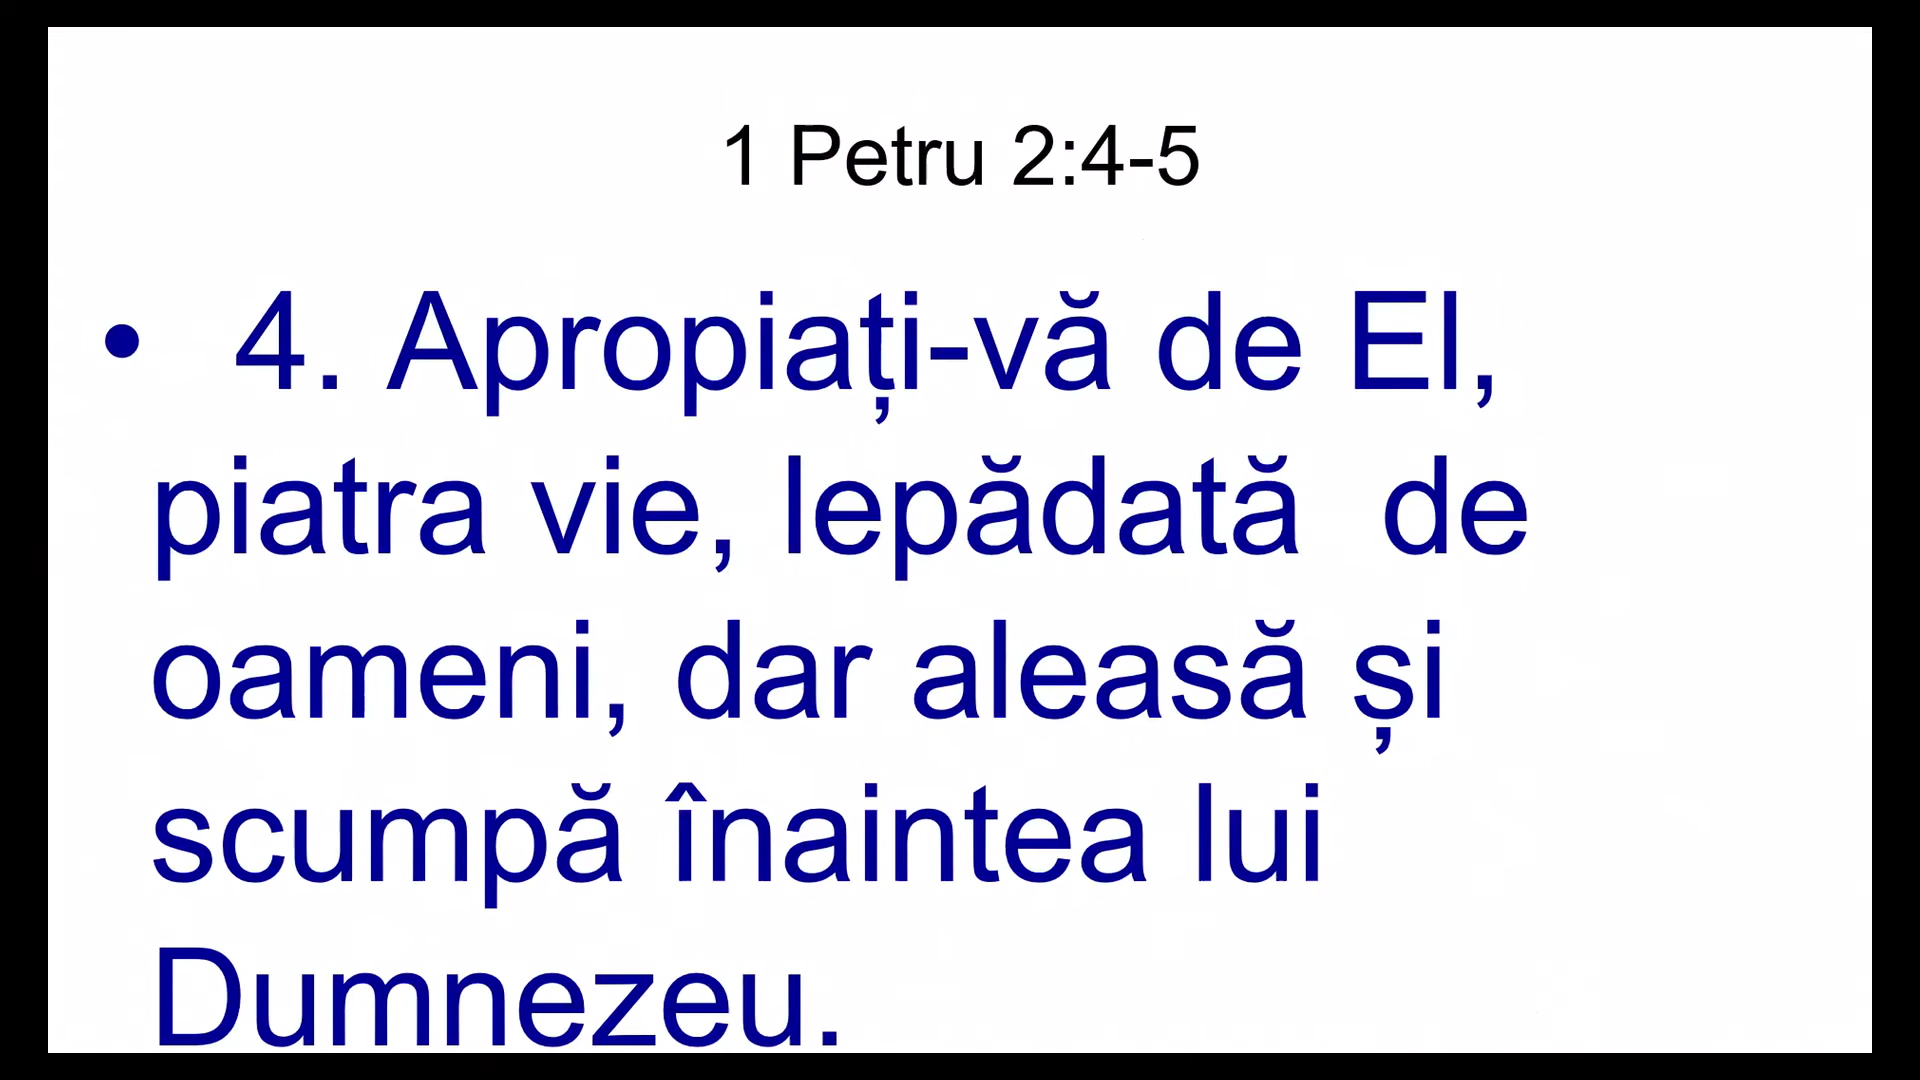 1 Petru 2:4-5
• 4. Apropiați-vă de El,
piatra vie, lepădată  de
oameni, dar aleasă și
scumpă înaintea lui
Dumnezeu.